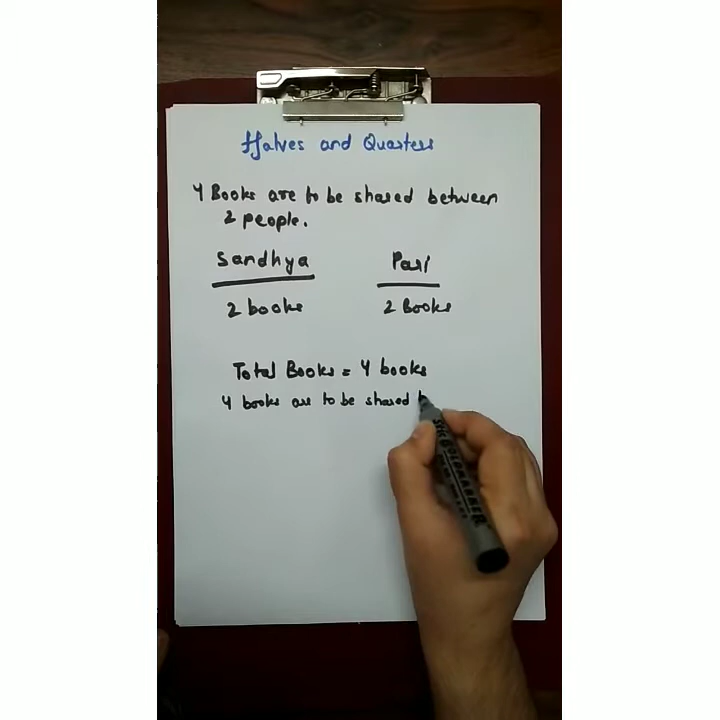 Halves and Quarters
4 Books are to be shared between
2 people.
Sandhya Pari
2 books 2 Books
Total Books = 4 books
4 books are to be shared b